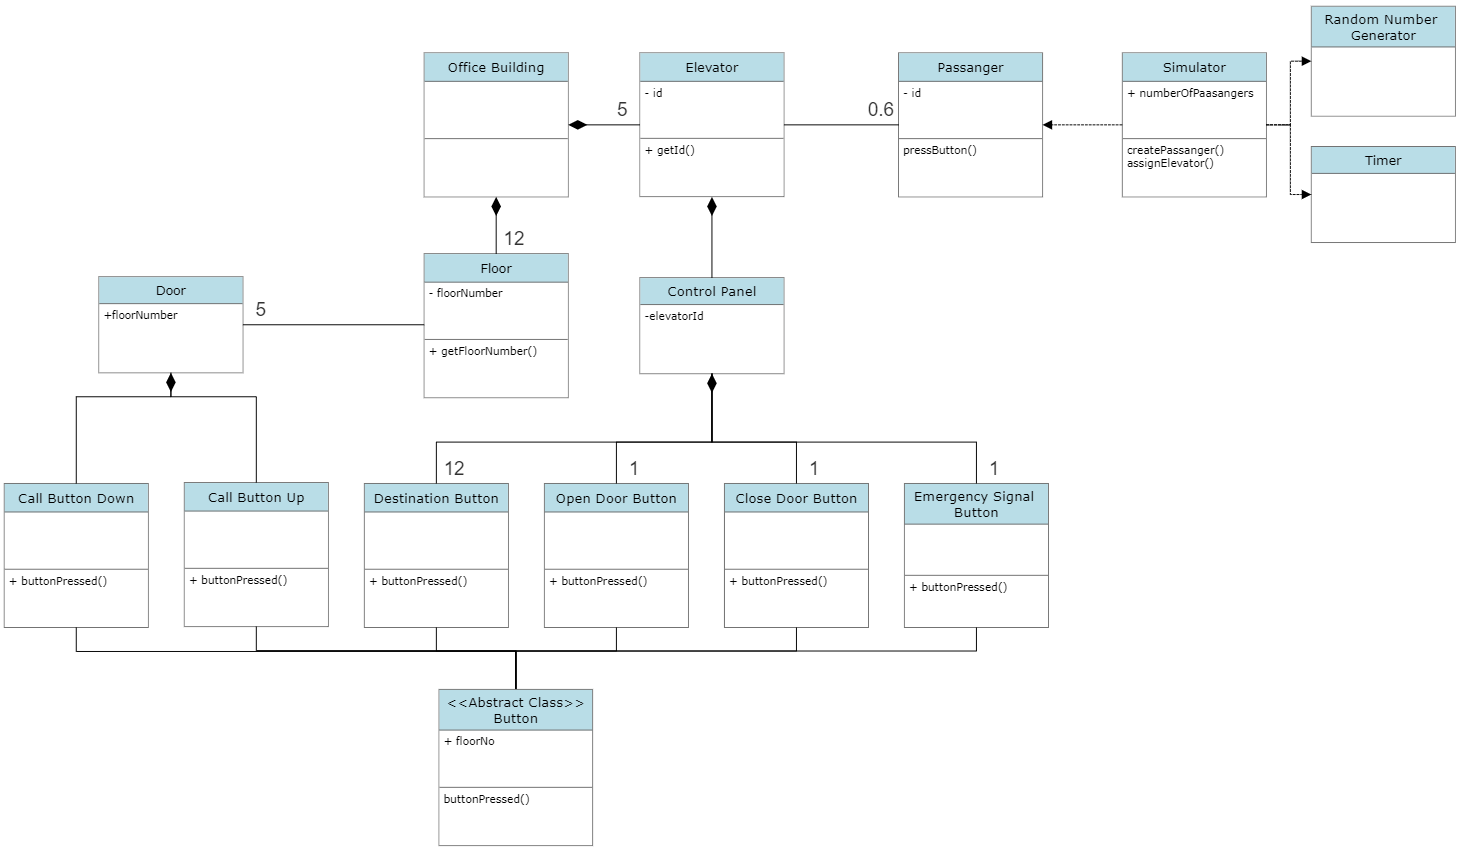 Random Number
Generator
Office Building
Elevator
- id
+ getId()
Passanger
- id
pressButton()
Simulator
+ numberOfPaasangers
createPassanger()
assignElevator()
5
0.6
Timer
12
Floor
- floorNumber
+ getFloorNumber()
Door
+floorNumber
5
Control Panel
-elevatorId
12
1
1
1
Call Button Down
+ buttonPressed()
Call Button Up
+ buttonPressed()
Destination Button
+ buttonPressed()
Open Door Button
+ buttonPressed()
Close Door Button
+ buttonPressed()
Emergency Signal
Button
+ buttonPressed()
<<Abstract Class>>
Button
+ floorNo
buttonPressed()